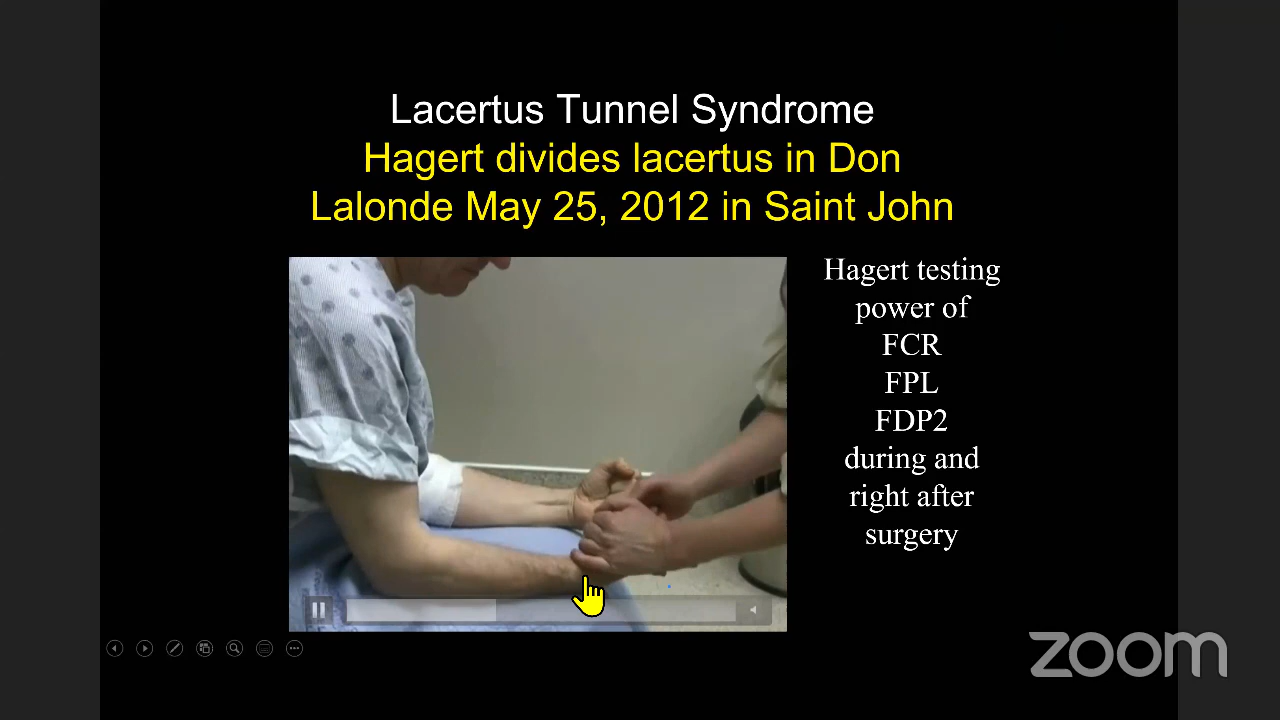 Lacertus Tunnel Syndrome
Hagert divides lacertus in Don
Lalonde May 25, 2012 in Saint John
Hagert testing
power of
FCR
FPL
FDP2
during and
right after
surgery
zoom